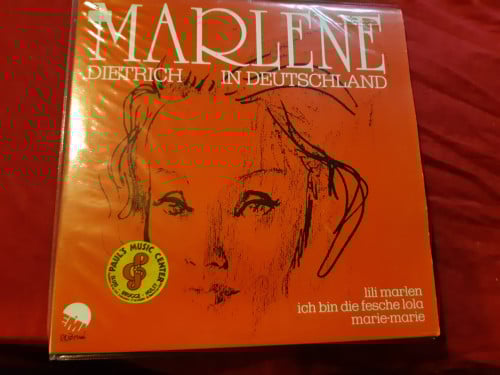 MARLENE
DIETRICH IN DEUTSCHLAND
PAUL'S MUSIC CENTER
lili marlen
ich bin die fesche lola
marie-marie
EMI